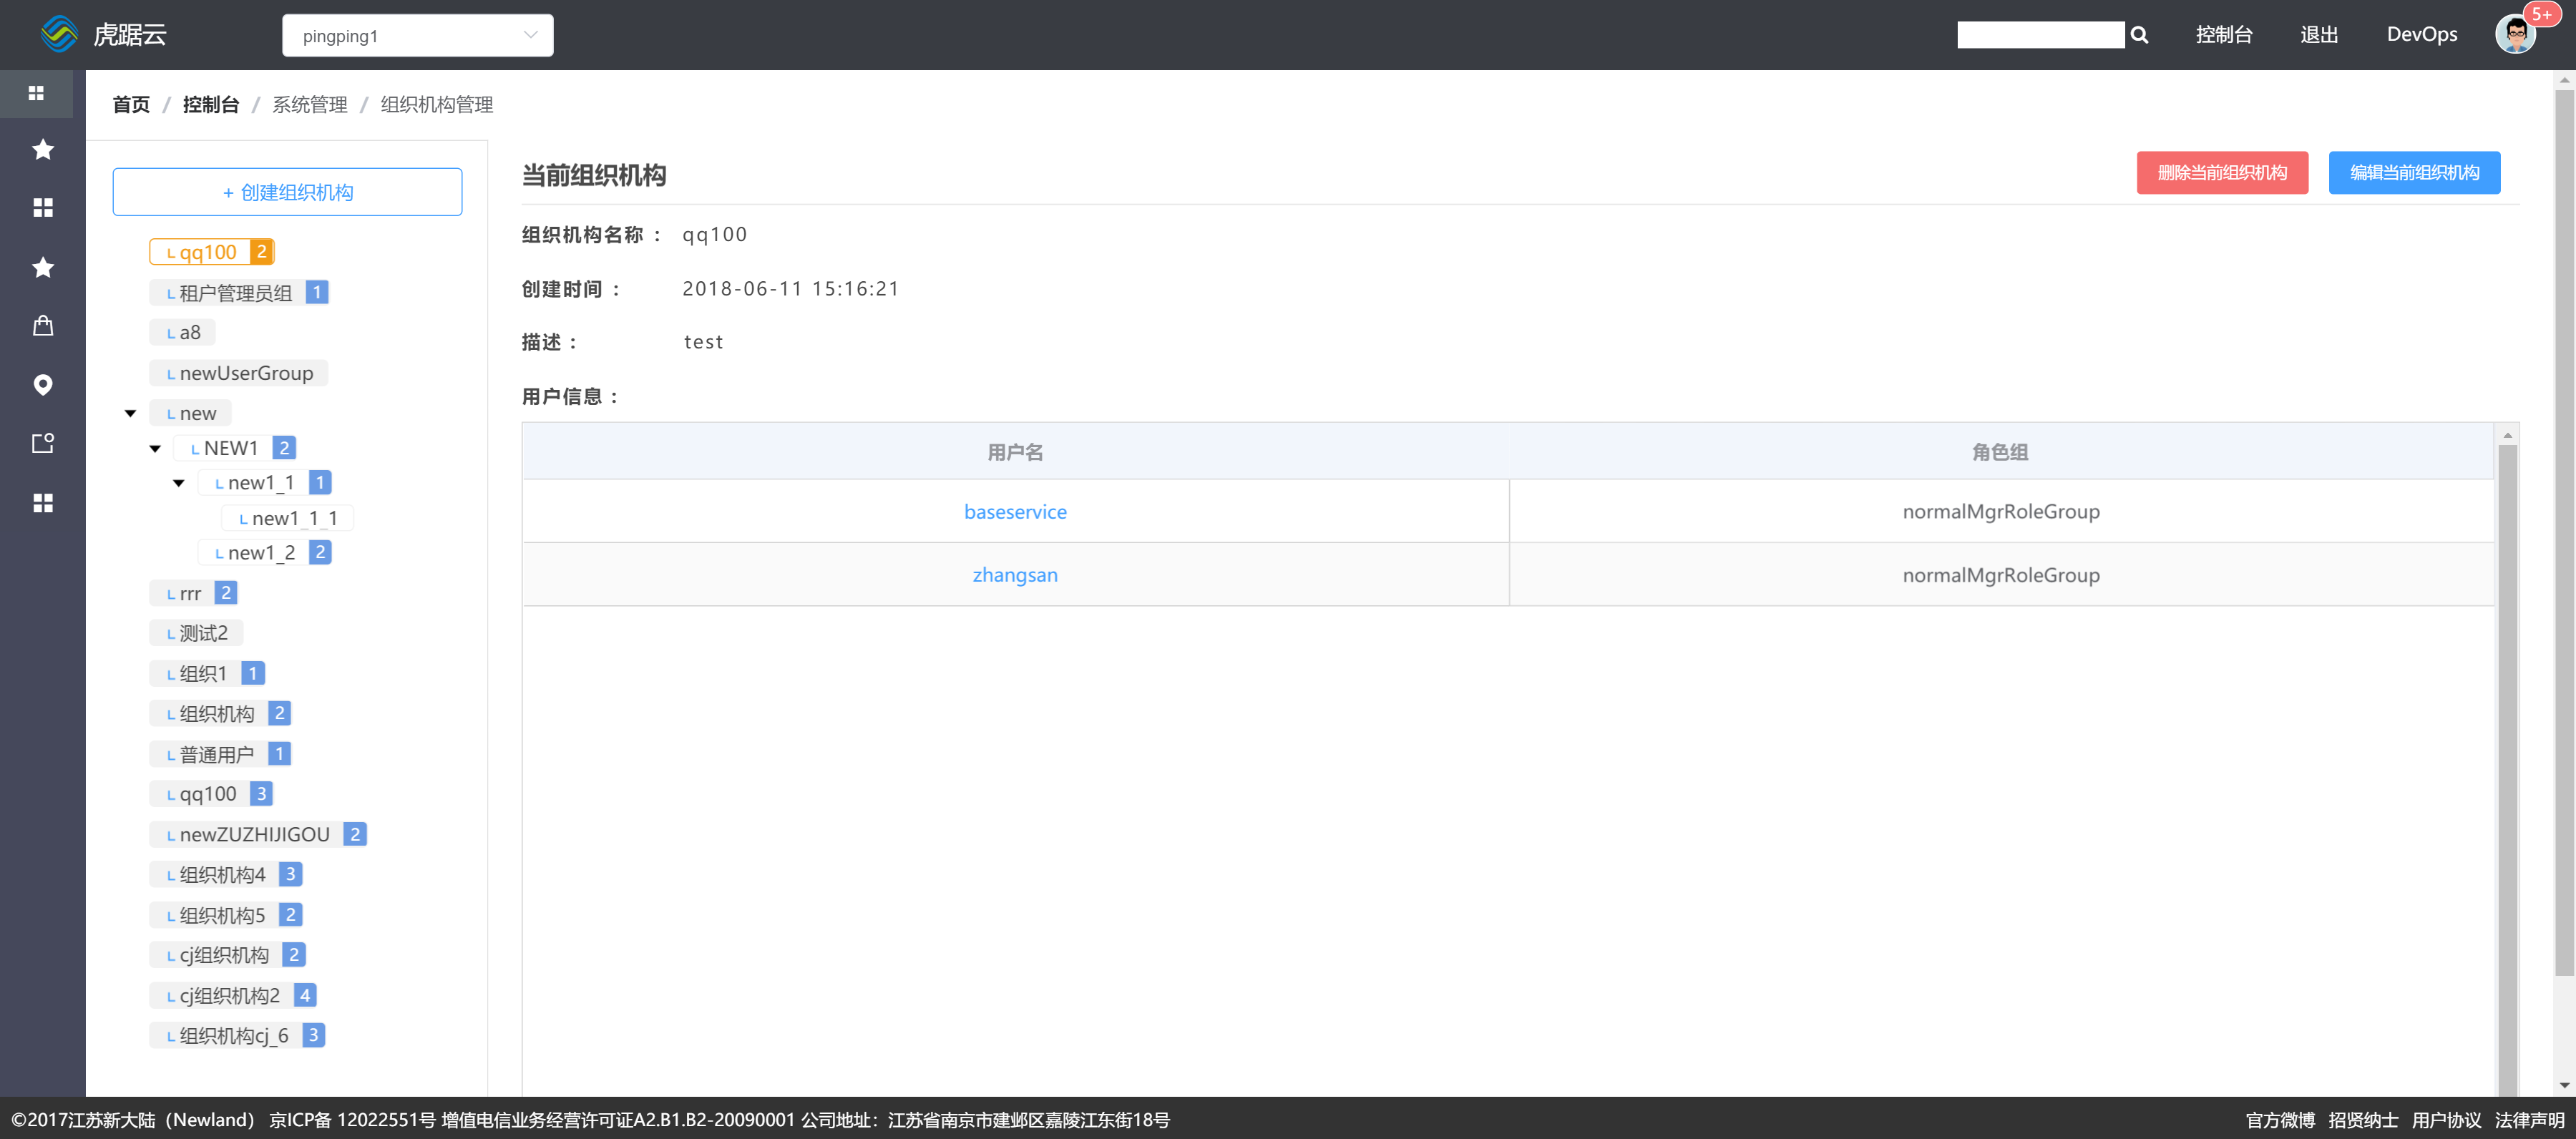 虎踞云
pingping1
控制台
退出
DevOps
5+
首页 / 控制台 / 系统管理 / 组织机构管理
+ 创建组织机构
qq100 2
租户管理员组 1
a8
newUserGroup
new
NEW1 2
new1_1 1
new1_1_1
new1_2 2
rrr 2
测试2
组织1 1
组织机构 2
普通用户 1
qq100 3
newZUZHIJIGOU 2
组织机构4 3
组织机构5 2
cj组织机构 2
cj组织机构2 4
组织机构cj_6 3
当前组织机构
删除当前组织机构
编辑当前组织机构
组织机构名称： qq100
创建时间： 2018-06-11 15:16:21
描述： test
用户信息：
用户名 角色组
baseservice normalMgrRoleGroup
zhangsan normalMgrRoleGroup
©2017江苏新大陆（Newland） 京ICP备 12022551号 增值电信业务经营许可证A2.B1.B2-20090001 公司地址：江苏省南京市建邺区嘉陵江东街18号
官方微博 招贤纳士 用户协议 法律声明